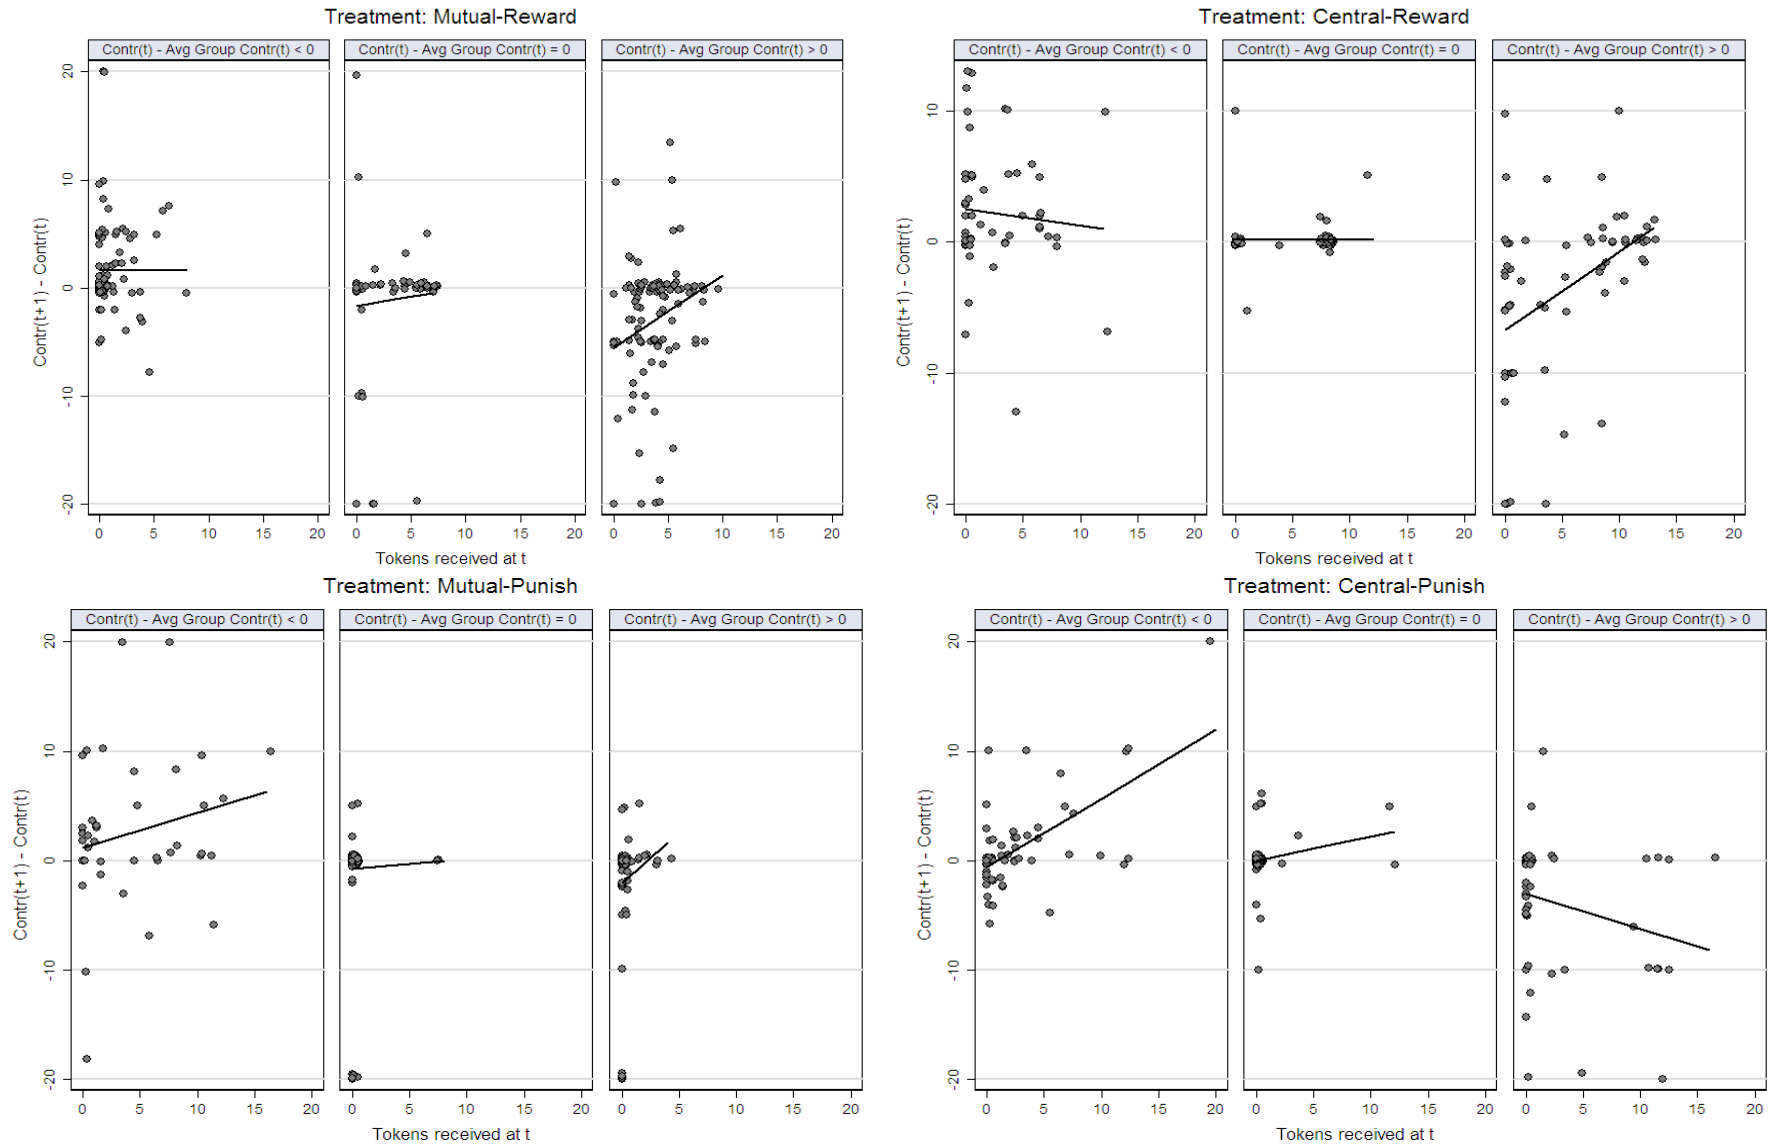 Treatment: Mutual-Reward
Contr(t) - Avg Group Contr(t) < 0
Contr(t) - Avg Group Contr(t) = 0
Contr(t) - Avg Group Contr(t) > 0
Contr(t+1) - Contr(t)
20
10
0
-10
-20
0 5 10 15 20
0 5 10 15 20
0 5 10 15 20
Tokens received at t
Treatment: Central-Reward
Contr(t) - Avg Group Contr(t) < 0
Contr(t) - Avg Group Contr(t) = 0
Contr(t) - Avg Group Contr(t) > 0
Contr(t+1) - Contr(t)
10
0
-10
-20
0 5 10 15 20
0 5 10 15 20
0 5 10 15 20
Tokens received at t
Treatment: Mutual-Punish
Contr(t) - Avg Group Contr(t) < 0
Contr(t) - Avg Group Contr(t) = 0
Contr(t) - Avg Group Contr(t) > 0
Contr(t+1) - Contr(t)
20
10
0
-10
-20
0 5 10 15 20
0 5 10 15 20
0 5 10 15 20
Tokens received at t
Treatment: Central-Punish
Contr(t) - Avg Group Contr(t) < 0
Contr(t) - Avg Group Contr(t) = 0
Contr(t) - Avg Group Contr(t) > 0
Contr(t+1) - Contr(t)
20
10
0
-10
-20
0 5 10 15 20
0 5 10 15 20
0 5 10 15 20
Tokens received at t